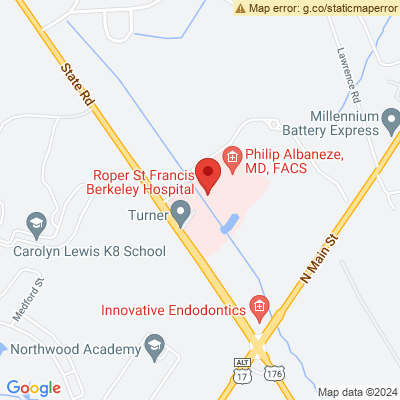 Map error: g.co/staticmaperror
State Rd
Lawrence Rd
Millennium
Battery Express
Philip Albaneze,
MD, FACS
Roper St Francis
Berkeley Hospital
Turner
Carolyn Lewis K8 School
N Main St
Medford St
Innovative Endodontics
Northwood Academy
ALT
17
176
Google
Map data ©2024